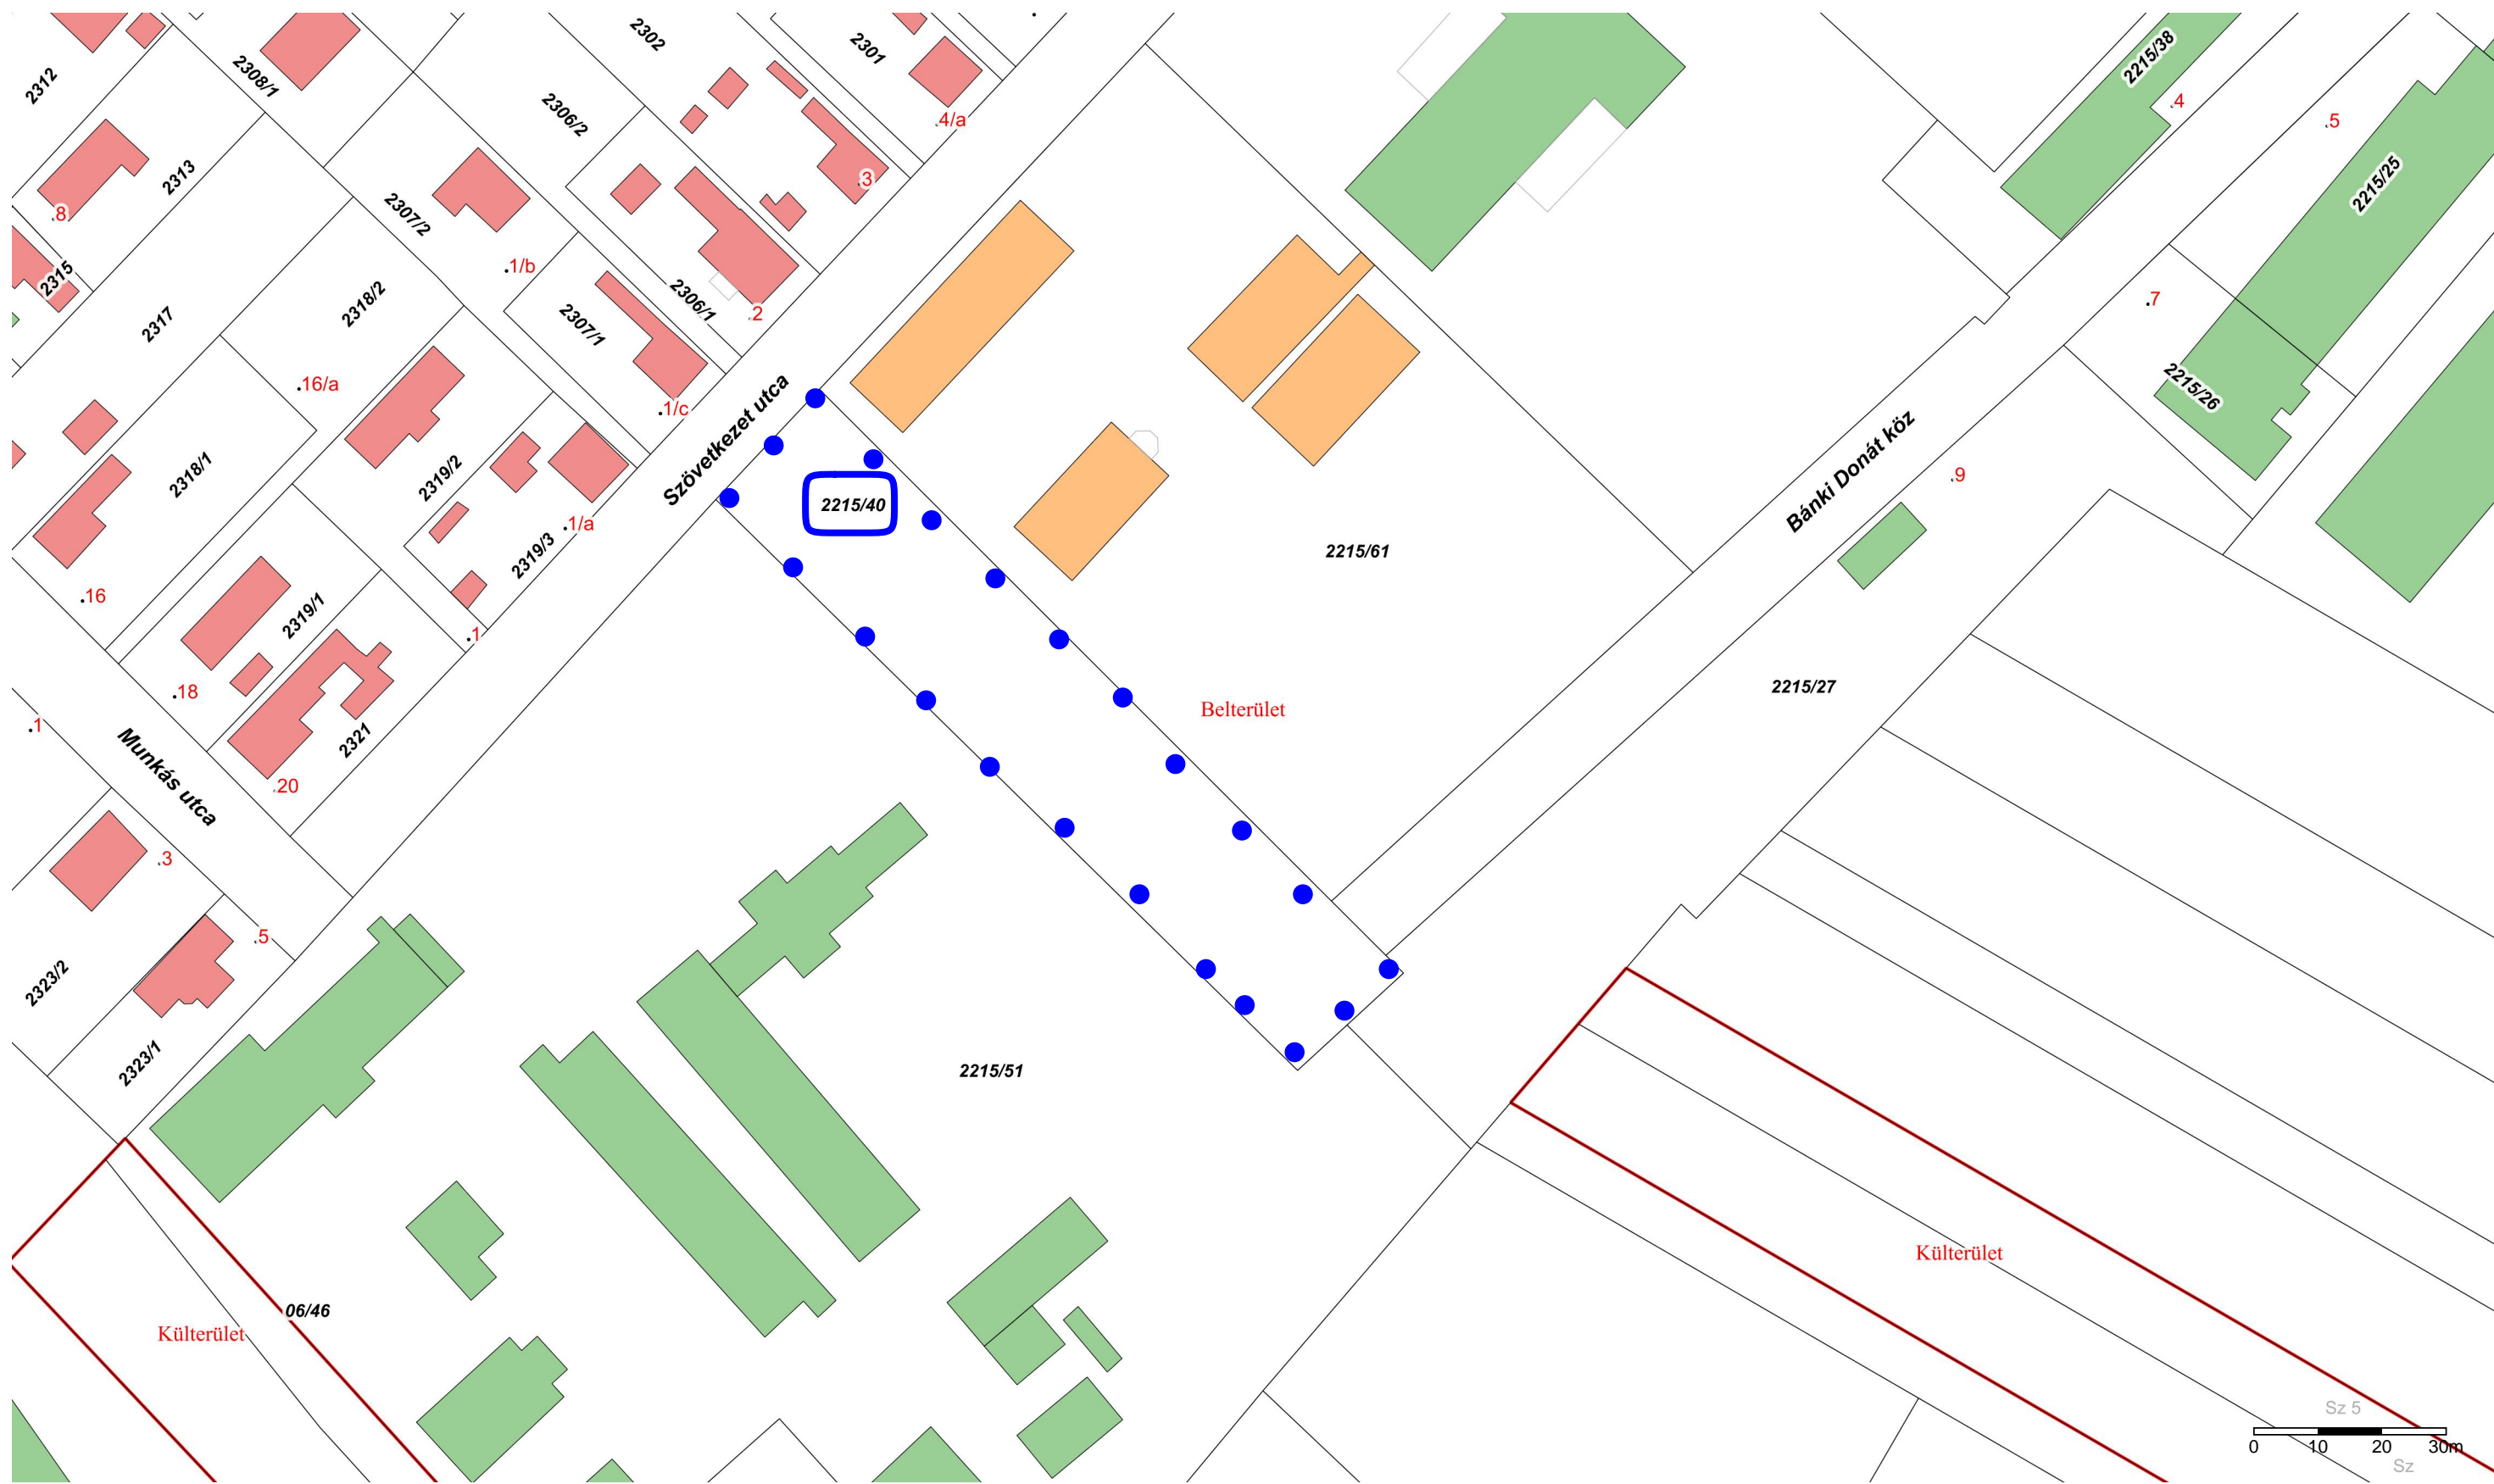 2302
2301
2215/38
2308/1
2312
.4
2306/2
.4/a
.5
2313
.3
2215/25
.8
2307/2
.1/b
2315
2318/2
2306/1
.7
2317
2307/1
.2
.16/a
2215/26
.1/c
Szövetkezet utca
Bánki Donát köz
2318/1
2319/2
.9
2215/40
.1/a
2319/3
2215/61
.16
2319/1
.1
.18
2215/27
Belterület
.1
2321
Munkás utca
.20
.3
.5
2323/2
2323/1
2215/51
Külterület
06/46
Külterület
Sz 5
0 10 20 30m
Sz